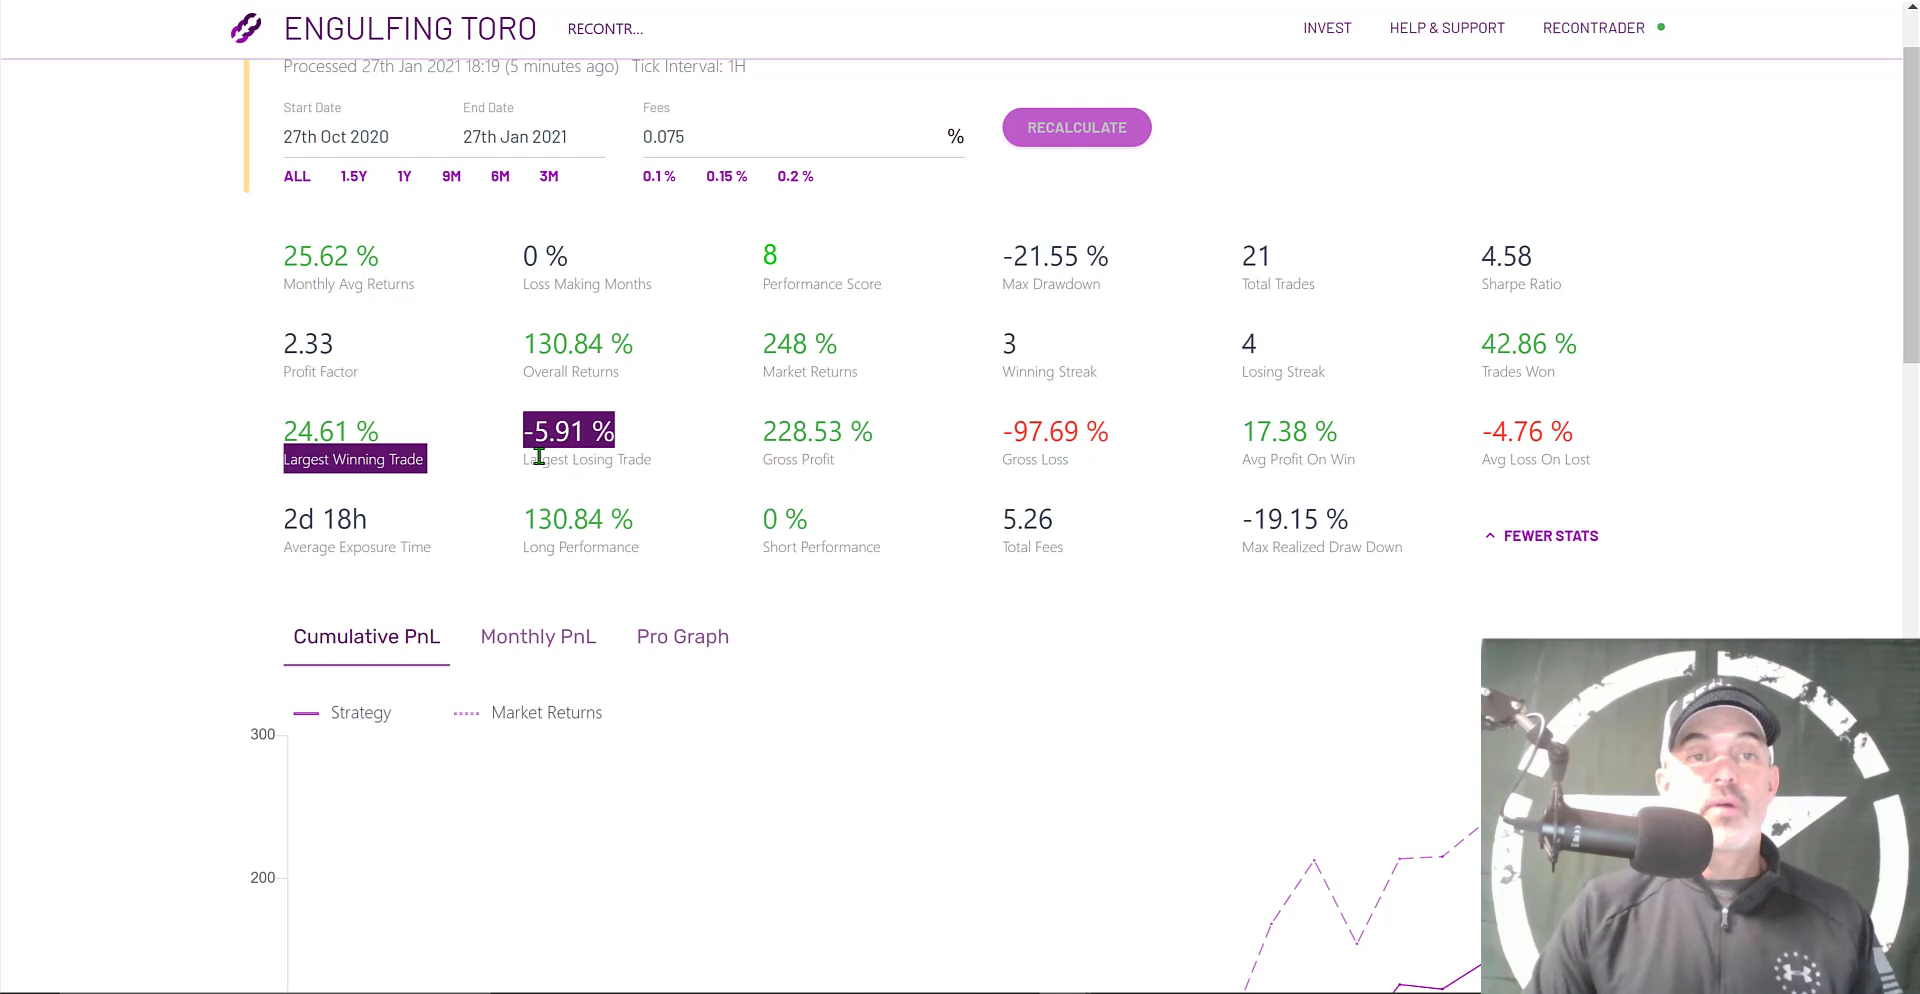 ENGULFING TORO RECONTR... INVEST HELP & SUPPORT RECONTRADER
Processed 27th Jan 2021 18:19 (5 minutes ago) Tick Interval: 1H
Start Date End Date Fees
27th Oct 2020 27th Jan 2021 0.075 % RECALCULATE
ALL 1.5Y 1Y 9M 6M 3M 0.1 % 0.15 % 0.2 %
25.62 % 0 % 8 -21.55 % 21 4.58
Monthly Avg Returns Loss Making Months Performance Score Max Drawdown Total Trades Sharpe Ratio
2.33 130.84 % 248 % 3 4 42.86 %
Profit Factor Overall Returns Market Returns Winning Streak Losing Streak Trades Won
24.61 % -5.91 % 228.53 % -97.69 % 17.38 % -4.76 %
Largest Winning Trade Largest Losing Trade Gross Profit Gross Loss Avg Profit On Win Avg Loss On Lost
2d 18h 130.84 % 0 % 5.26 -19.15 % FEWER STATS
Average Exposure Time Long Performance Short Performance Total Fees Max Realized Draw Down
Cumulative PnL Monthly PnL Pro Graph
Strategy Market Returns
300
200